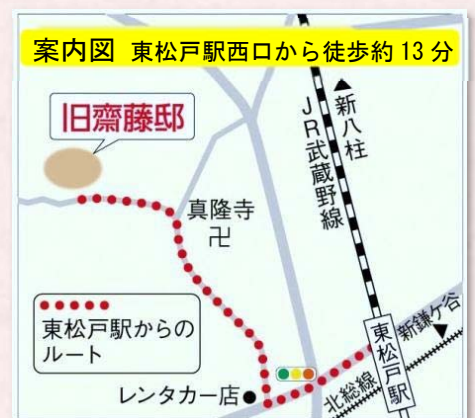 案内図 東松戸駅西口から徒歩約13分
旧齋藤邸
新八柱
JR武蔵野線
真隆寺
卍
東松戸駅からの
ルート
レンタカー店
東松戸駅
新鎌ケ谷
北総線